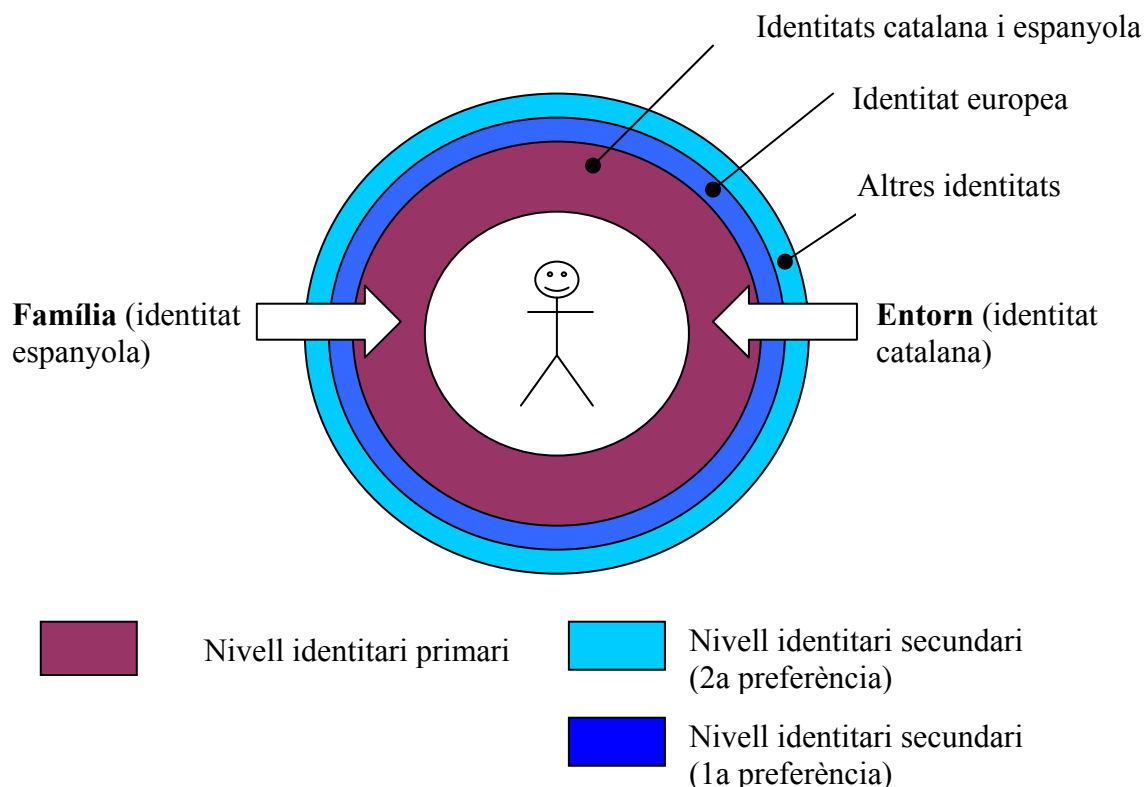 Identitats catalana i espanyola
Identitat europea
Altres identitats
Família (identitat
espanyola)
Entorn (identitat
catalana)
Nivell identitari primari
Nivell identitari secundari
(2a preferència)
Nivell identitari secundari
(1a preferència)